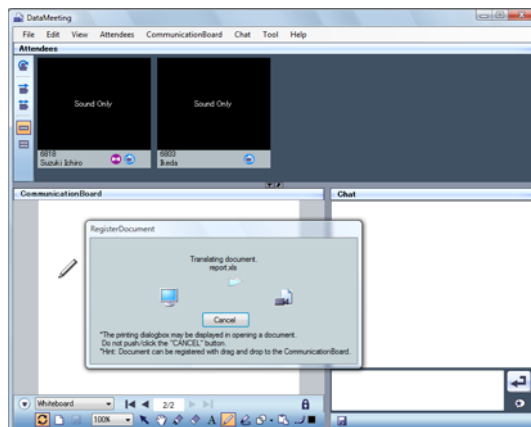 DataMeeting
File Edit View Attendees CommunicationBoard Chat Tool Help
Attendees
Sound Only Sound Only
6818 6803
Suzuki Ichiro Ikeda
CommunicationBoard Chat
RegisterDocument
Translating document.
report.xls
Cancel
*The printing dialogbox may be displayed in opening a document.
Do not push/click the "CANCEL" button.
*Hint: Document can be registered with drag and drop to the CommunicationBoard.
Whiteboard 2/2
100% A